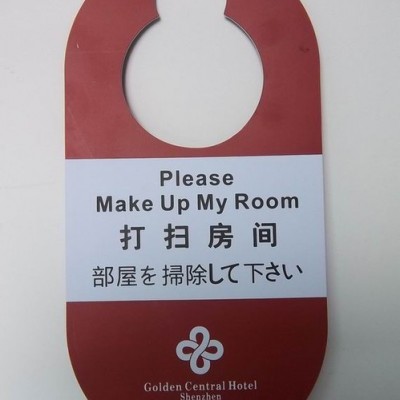 Please
Make Up My Room
打扫房间
部屋を掃除して下さい
Golden Central Hotel
Shenzhen